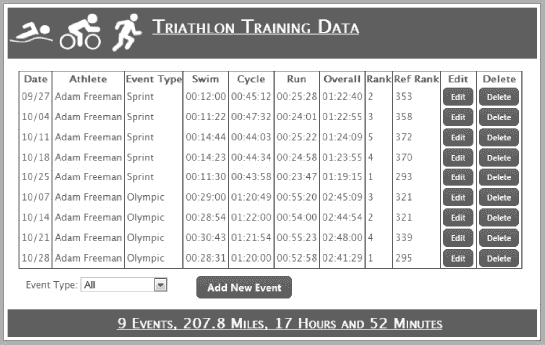 Triathlon Training Data
Date Athlete Event Type Swim Cycle Run Overall Rank Ref Rank Edit Delete
09/27 Adam Freeman Sprint 00:12:00 00:45:12 00:25:28 01:22:40 2 353 Edit Delete
10/04 Adam Freeman Sprint 00:11:22 00:47:32 00:24:01 01:22:55 3 358 Edit Delete
10/11 Adam Freeman Sprint 00:14:44 00:44:03 00:25:22 01:24:09 5 372 Edit Delete
10/18 Adam Freeman Sprint 00:14:23 00:44:34 00:24:58 01:23:55 4 370 Edit Delete
10/25 Adam Freeman Sprint 00:11:30 00:43:58 00:23:47 01:19:15 1 293 Edit Delete
10/07 Adam Freeman Olympic 00:29:00 01:20:49 00:55:20 02:45:09 3 321 Edit Delete
10/14 Adam Freeman Olympic 00:28:54 01:22:00 00:54:00 02:44:54 2 321 Edit Delete
10/21 Adam Freeman Olympic 00:30:43 01:21:54 00:55:23 02:48:00 4 339 Edit Delete
10/28 Adam Freeman Olympic 00:28:31 01:20:00 00:52:58 02:41:29 1 295 Edit Delete
Event Type: All Add New Event
9 Events, 207.8 Miles, 17 Hours and 52 Minutes